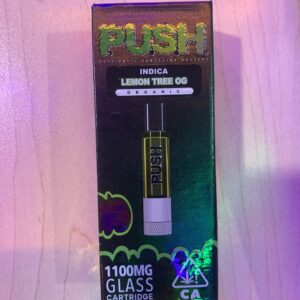 PUSH
INDICA
LEMON TREE OG
ORGANIC
PUSH
1100MG
GLASS
CARTRIDGE
CA